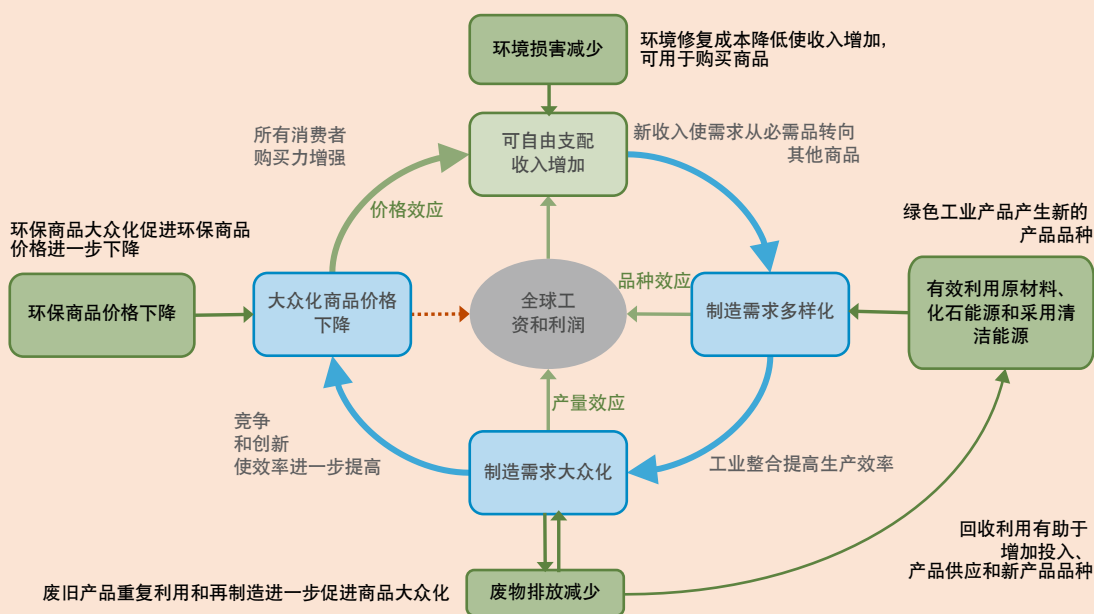 环境损害减少
环境修复成本降低使收入增加，
可用于购买商品
所有消费者
购买力增强
可自由支配
收入增加
新收入使需求从必需品转向
其他商品
价格效应
绿色工业产品产生新的
产品品种
环保商品大众化促进环保商品
价格进一步下降
环保商品价格下降
大众化商品价格
下降
全球工
资和利润
品种效应
制造需求多样化
有效利用原材料、
化石能源和采用清
洁能源
产量效应
竞争
和创新
使效率进一步提高
制造需求大众化
工业整合提高生产效率
回收利用有助于
增加投入、
产品供应和新产品品种
废旧产品重复利用和再制造进一步促进商品大众化
废物排放减少